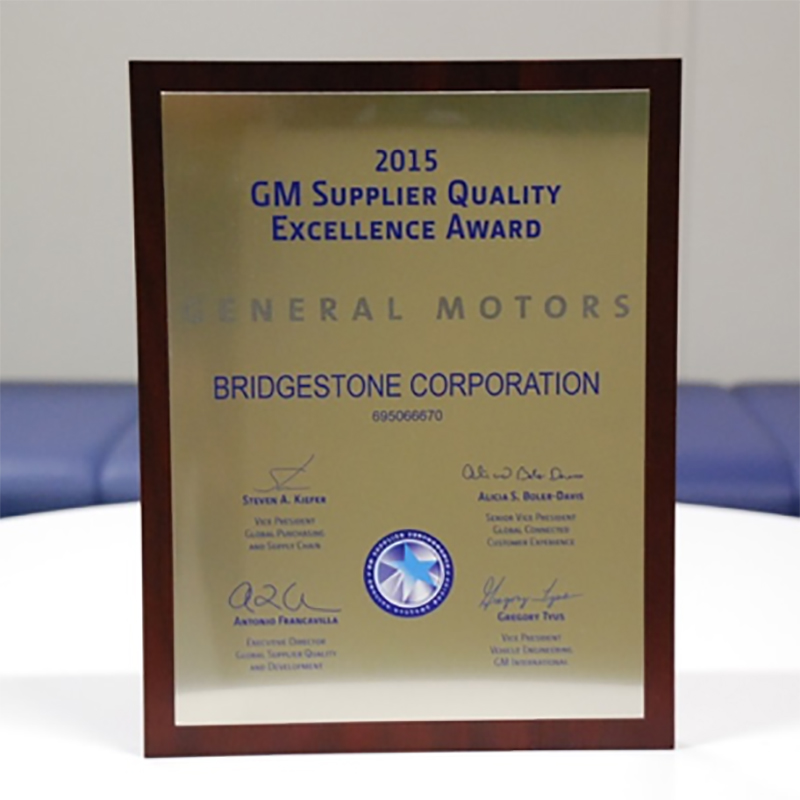 2015
GM SUPPLIER QUALITY
EXCELLENCE AWARD
GENERAL MOTORS
BRIDGESTONE CORPORATION
695066670
STEVEN A. KIEFER
VICE PRESIDENT
GLOBAL PURCHASING
AND SUPPLY CHAIN
ALICIA S. BOLER-DAVIS
SENIOR VICE PRESIDENT
GLOBAL CONNECTED
CUSTOMER EXPERIENCE
ANTONIO FRANCAVILLA
EXECUTIVE DIRECTOR
GLOBAL SUPPLIER QUALITY
AND DEVELOPMENT
GREGORY TYUS
VICE PRESIDENT
VEHICLE ENGINEERING
GM INTERNATIONAL